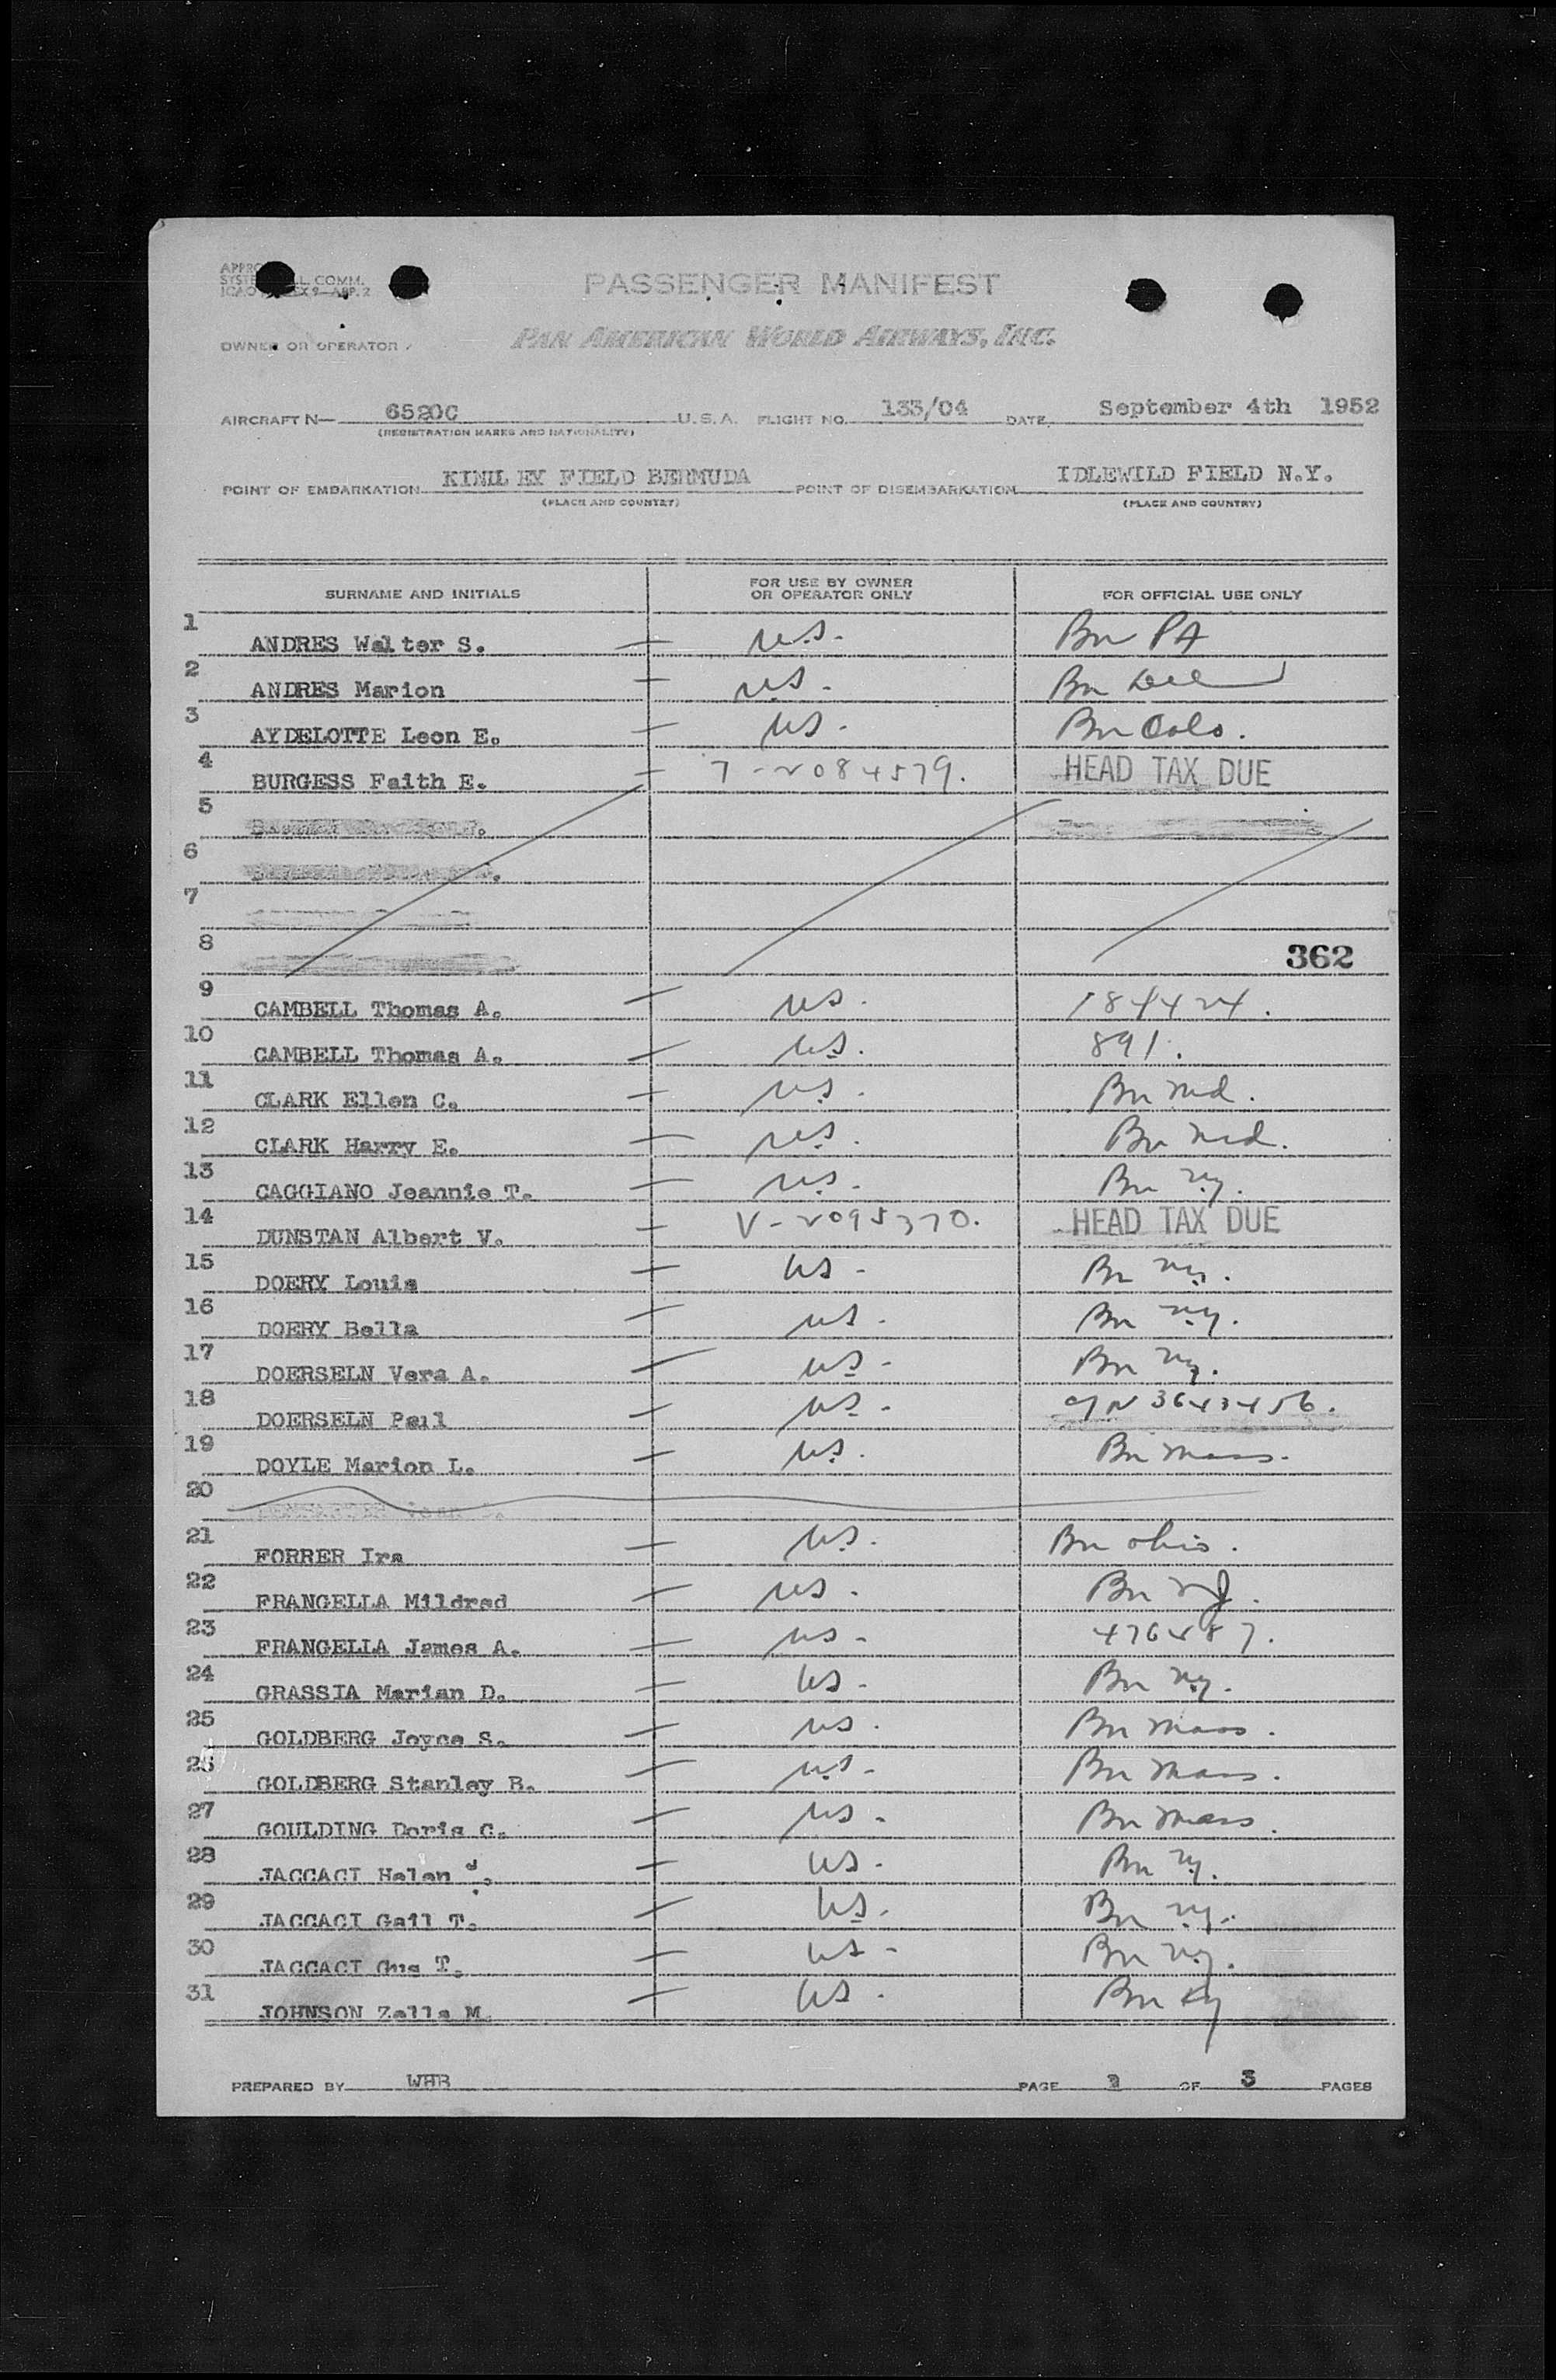 PASSENGER MANIFEST
OWNER OR OPERATOR PAN AMERICAN WORLD AIRWAYS, INC.
AIRCRAFT N— 6520C U.S.A. FLIGHT NO. 133/04 DATE September 4th 1952
(REGISTRATION MARKS AND NATIONALITY)
POINT OF EMBARKATION KINDLEY FIELD BERMUDA POINT OF DISEMBARKATION IDLEWILD FIELD N.Y.
(PLACE AND COUNTRY) (PLACE AND COUNTRY)
SURNAME AND INITIALS FOR USE BY OWNER OR OPERATOR ONLY FOR OFFICIAL USE ONLY
1 ANDRES Walter S. — US. Bn PA
2 ANDRES Marion — US. Bn
3 AYDELOTTE Leon E. — US. Bn Colo.
4 BURGESS Faith E. — HEAD TAX DUE
5
6
7
8 362
9 CAMBELL Thomas A. — US. 184424.
10 CAMBELL Thomas A. — US. 891.
11 CLARK Ellen C. — US. Bn Md.
12 CLARK Harry E. — US. Bn Md.
13 CAGGIANO Jeannie T. — US. Bn NY.
14 DUNSTAN Albert V. — V-2095370. HEAD TAX DUE
15 DOERY Louis — US. Bn NY.
16 DOERY Bella — US. Bn NY.
17 DOERSELN Vera A. — US. Bn NY.
18 DOERSELN Paul — US.
19 DOYLE Marion L. — US. Bn Mass.
20
21 FORRER Ira — US. Bn Ohio.
22 FRANGELLA Mildred — US. Bn NJ.
23 FRANGELLA James A. — US.
24 GRASSIA Marian D. — US. Bn NY.
25 GOLDBERG Joyce S. — US. Bn Mass.
26 GOLDBERG Stanley B. — US. Bn Mass.
27 GOULDING Doris C. — US. Bn Mass.
28 JACCACI Helen J. — US. Bn NY.
29 JACCACI Gail T. — US. Bn NY.
30 JACCACI Gus T. — US. Bn NY.
31 JOHNSON Zella M. — US. Bn Ky
PREPARED BY WHB PAGE OF 3 PAGES